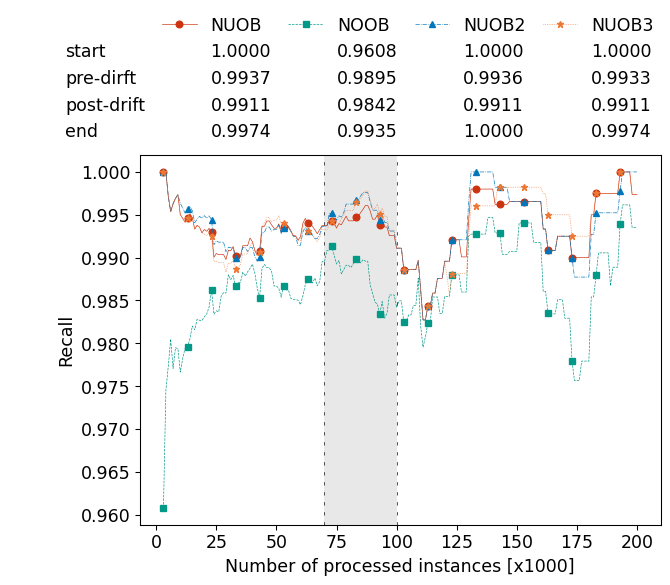 NUOB NOOB NUOB2 NUOB3
start 1.0000 0.9608 1.0000 1.0000
pre-dirft 0.9937 0.9895 0.9936 0.9933
post-drift 0.9911 0.9842 0.9911 0.9911
end 0.9974 0.9935 1.0000 0.9974
1.000
0.995
0.990
0.985
0.980
0.975
0.970
0.965
0.960
Recall
0 25 50 75 100 125 150 175 200
Number of processed instances [x1000]